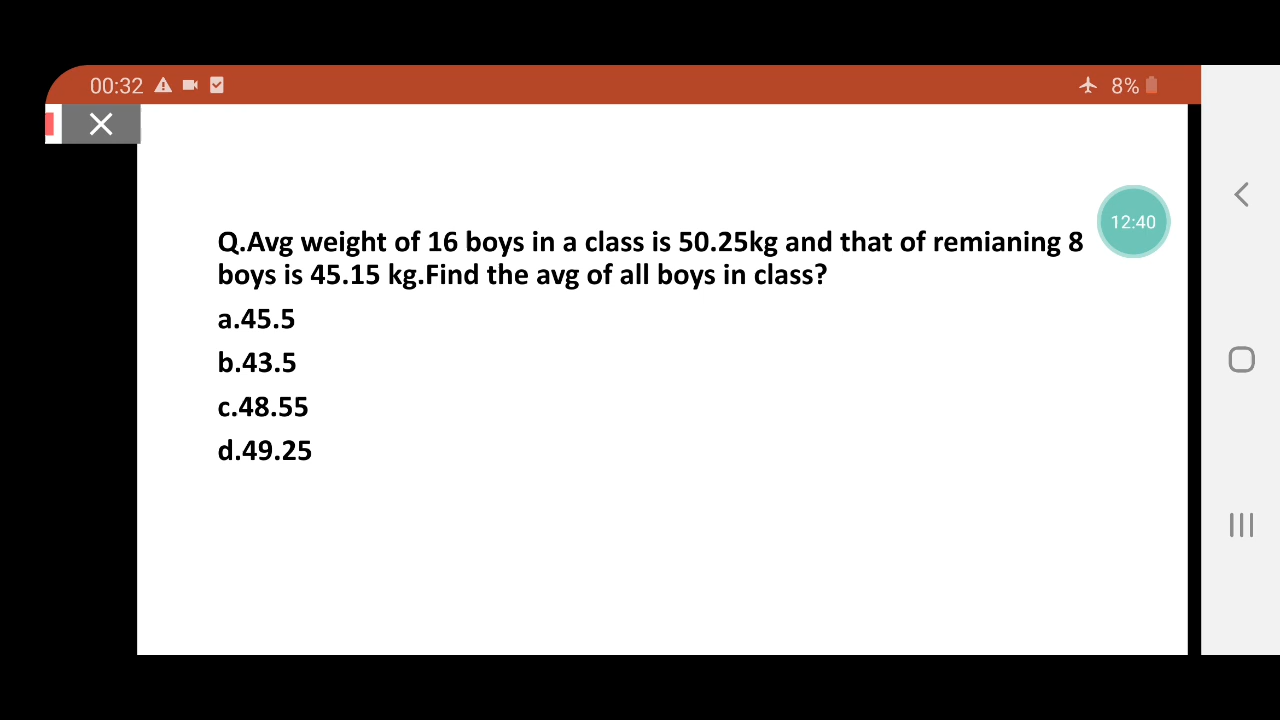 00:32
8%
12:40
Q.Avg weight of 16 boys in a class is 50.25kg and that of remianing 8
boys is 45.15 kg.Find the avg of all boys in class?
a.45.5
b.43.5
c.48.55
d.49.25